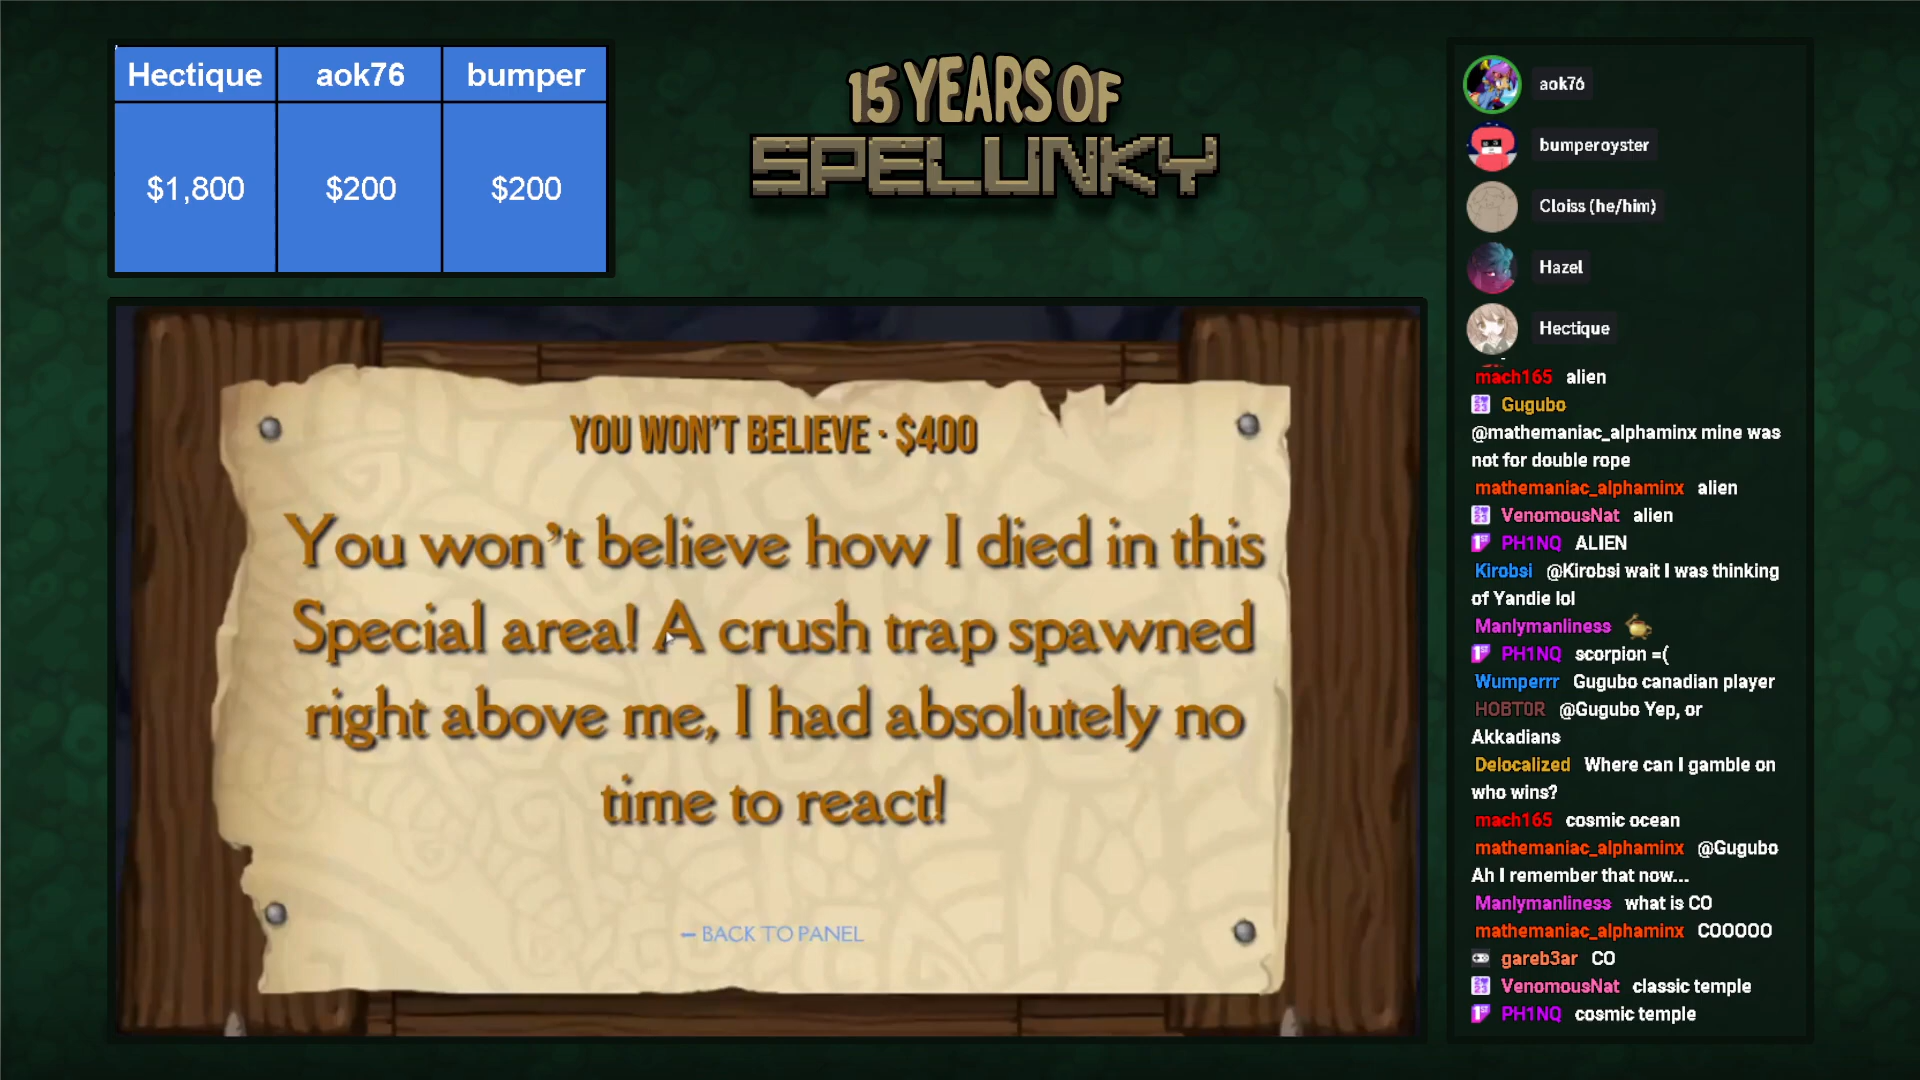 Hectique aok76 bumper
$1,800 $200 $200
15 YEARS OF
SPELUNKY
YOU WON'T BELIEVE · $400
You won't believe how I died in this
Special area! A crush trap spawned
right above me, I had absolutely no
time to react!
– BACK TO PANEL
aok76
bumperoyster
Cloiss (he/him)
Hazel
Hectique
mach165 alien
Gugubo
@mathemaniac_alphaminx mine was
not for double rope
mathemaniac_alphaminx alien
VenomousNat alien
PH1NQ ALIEN
Kirobsi @Kirobsi wait I was thinking
of Yandie lol
Manlymanliness
PH1NQ scorpion =(
Wumperrr Gugubo canadian player
HOBT0R @Gugubo Yep, or
Akkadians
Delocalized Where can I gamble on
who wins?
mach165 cosmic ocean
mathemaniac_alphaminx @Gugubo
Ah I remember that now...
Manlymanliness what is CO
mathemaniac_alphaminx COOOOO
gareb3ar CO
VenomousNat classic temple
PH1NQ cosmic temple